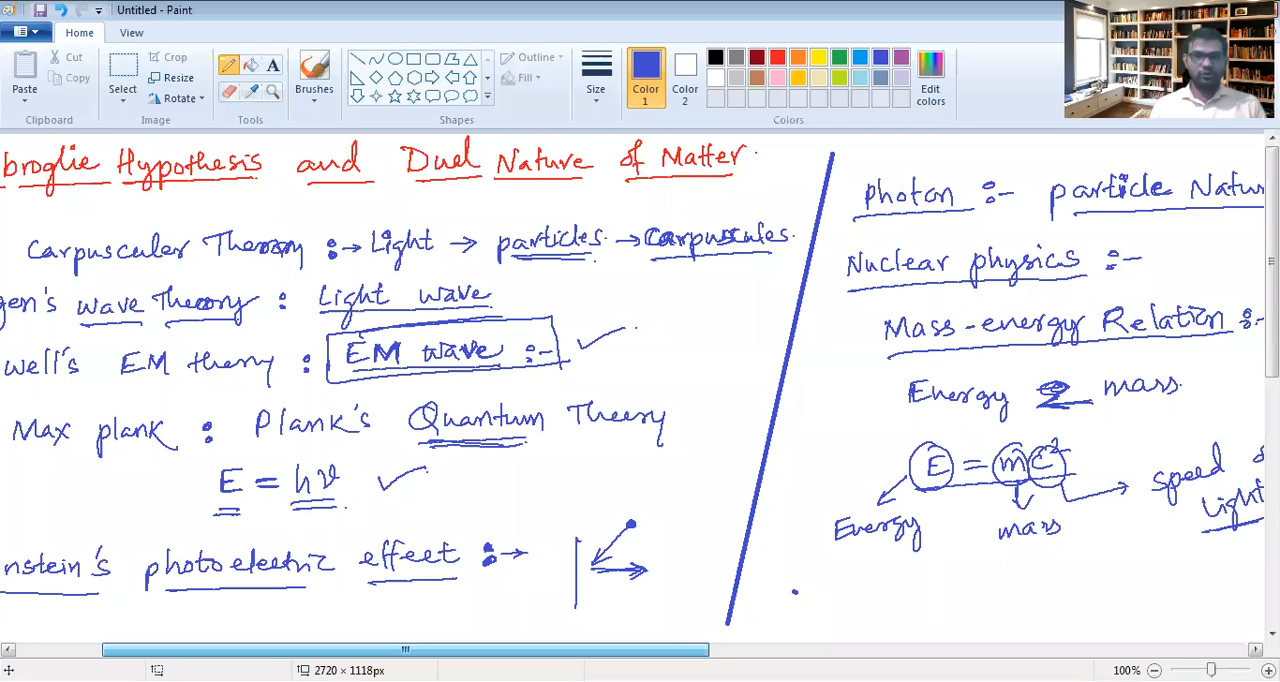 Untitled - Paint
Home
View
Paste
Cut
Copy
Clipboard
Select
Crop
Resize
Rotate
Image
Tools
Brushes
Shapes
Outline
Fill
Size
Color 1
Color 2
Edit colors
Colors
broglie Hypothesis and Duel Nature of Matter.
Carpuscular Theory :→ Light → particles. → Carpuscules.
gen's wave Theory : Light wave
well's EM theory : EM wave :-
Max plank : Plank's Quantum Theory
E = hν
nstein's photoelectric effect :→
photon :- particle Natur
Nuclear physics :-
Mass-energy Relation :-
Energy mass
E = mc²
Energy mass speed of Light
2720 × 1118px
100%